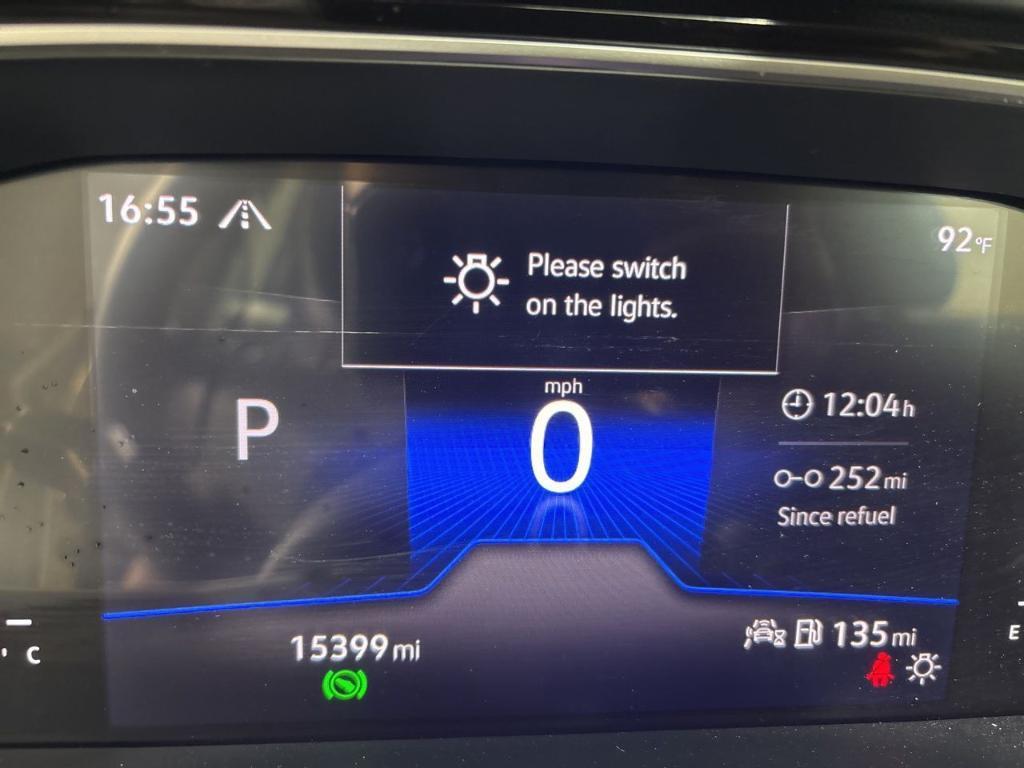 16:55
92°F
Please switch
on the lights.
mph
0
P
12:04h
252mi
Since refuel
C
15399mi
135mi
E